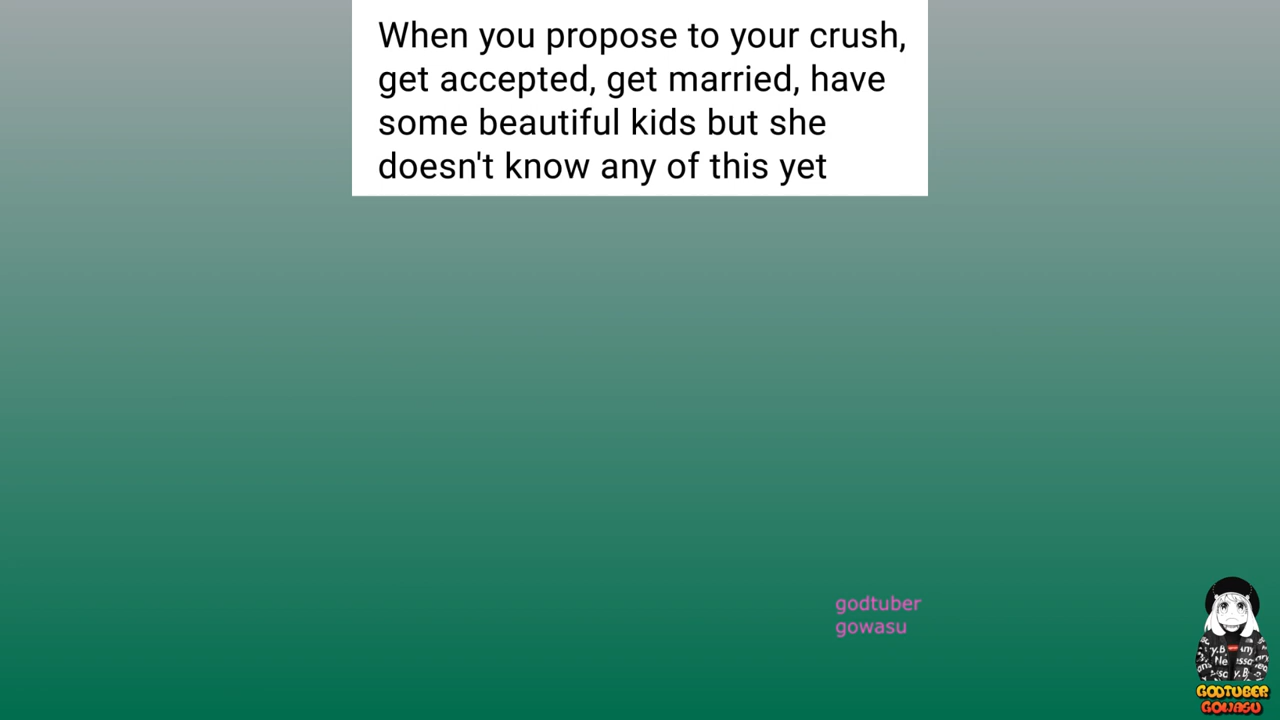 When you propose to your crush,
get accepted, get married, have
some beautiful kids but she
doesn't know any of this yet
godtuber
gowasu
GODTUBER
GOWASU